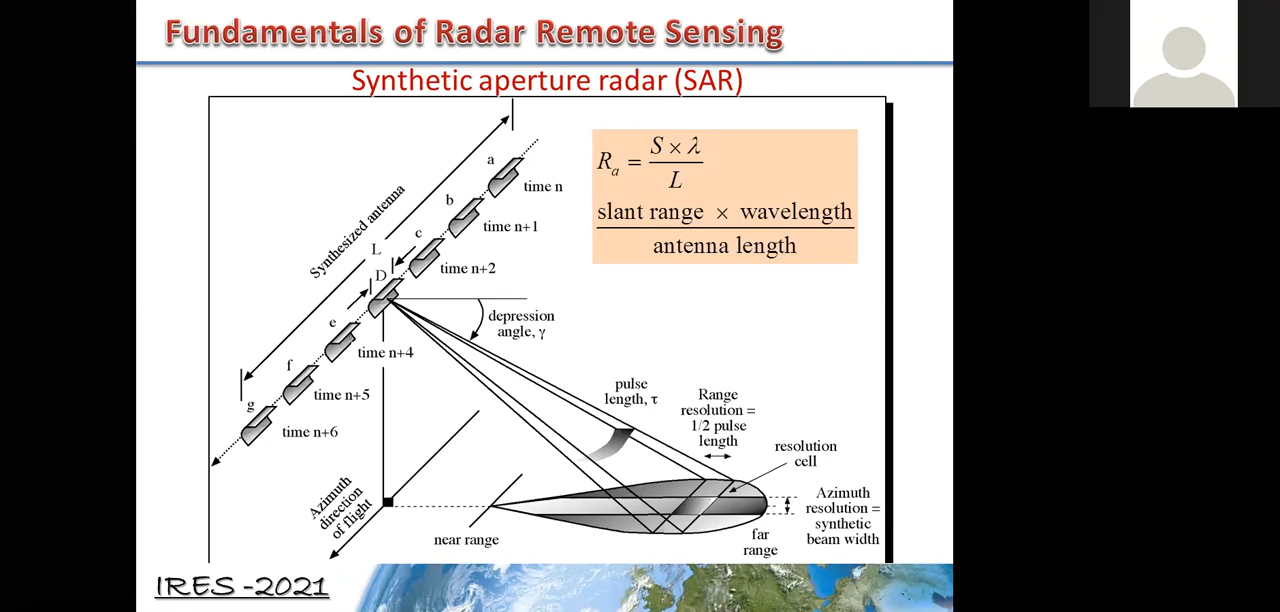 Fundamentals of Radar Remote Sensing
Synthetic aperture radar (SAR)
Synthesized antenna
L
D
a
time n
b
time n+1
c
time n+2
e
time n+4
f
time n+5
g
time n+6
R_a = S × λ / L
slant range × wavelength
antenna length
depression
angle, γ
pulse
length, τ
Range
resolution =
1/2 pulse
length
resolution
cell
Azimuth
resolution =
synthetic
beam width
Azimuth
direction
of flight
near range
far
range
IRES -2021